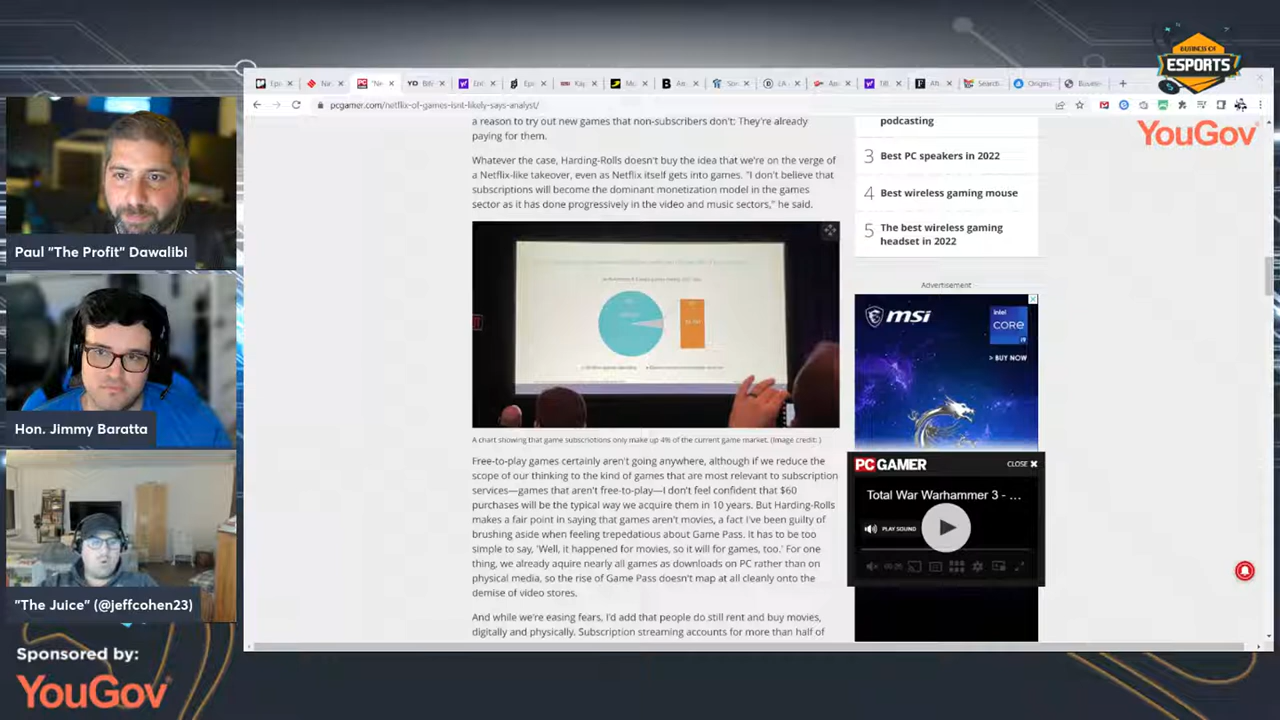 BUSINESS OF
ESPORTS
YouGov
pcgamer.com/netflix-of-games-isnt-likely-says-analyst/
a reason to try out new games that non-subscribers don't: They're already
paying for them.
Whatever the case, Harding-Rolls doesn't buy the idea that we're on the verge of
a Netflix-like takeover, even as Netflix itself gets into games. "I don't believe that
subscriptions will become the dominant monetization model in the games
sector as it has done progressively in the video and music sectors," he said.
A chart showing that game subscriptions only make up 4% of the current game market. (Image credit: )
Free-to-play games certainly aren't going anywhere, although if we reduce the
scope of our thinking to the kind of games that are most relevant to subscription
services—games that aren't free-to-play—I don't feel confident that $60
purchases will be the typical way we acquire them in 10 years. But Harding-Rolls
makes a fair point in saying that games aren't movies, a fact I've been guilty of
brushing aside when feeling trepedatious about Game Pass. It has to be too
simple to say, 'Well, it happened for movies, so it will for games, too.' For one
thing, we already aquire nearly all games as downloads on PC rather than on
physical media, so the rise of Game Pass doesn't map at all cleanly onto the
demise of video stores.
And while we're easing fears, I'd add that people do still rent and buy movies,
digitally and physically. Subscription streaming accounts for more than half of
podcasting
3 Best PC speakers in 2022
4 Best wireless gaming mouse
5 The best wireless gaming
headset in 2022
Advertisement
msi
intel
CORE
i9
> BUY NOW
PC GAMER
CLOSE ✖
Total War Warhammer 3 - ...
PLAY SOUND
Paul "The Profit" Dawalibi
Hon. Jimmy Baratta
"The Juice" (@jeffcohen23)
Sponsored by:
YouGov